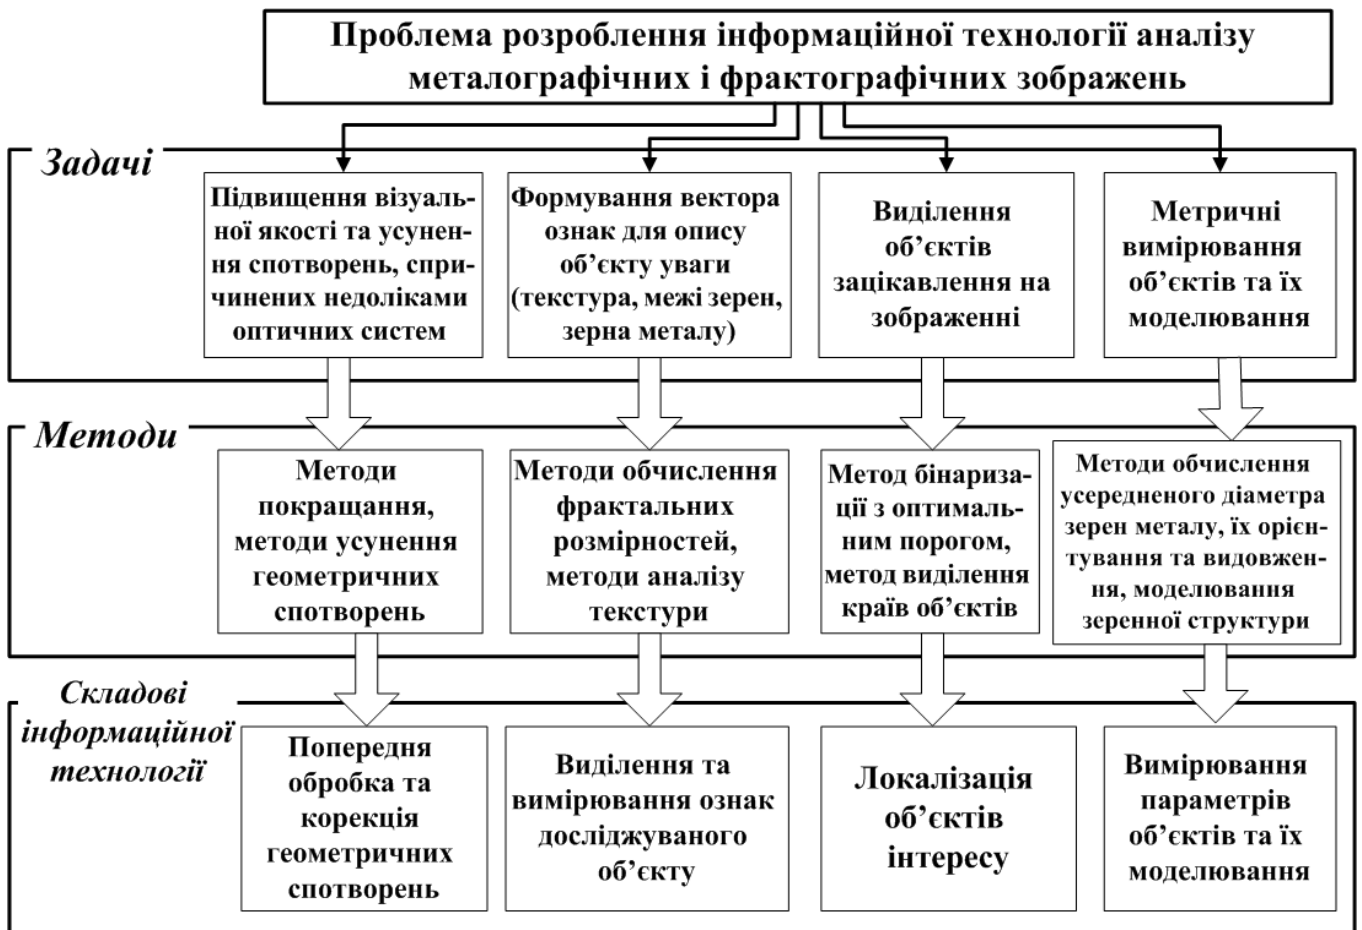 Проблема розроблення інформаційної технології аналізу
металографічних і фрактографічних зображень
Задачі
Підвищення візуаль-
ної якості та усунен-
ня спотворень, спри-
чинених недоліками
оптичних систем
Формування вектора
ознак для опису
об’єкту уваги
(текстура, межі зерен,
зерна металу)
Виділення
об’єктів
зацікавлення на
зображенні
Метричні
вимірювання
об’єктів та їх
моделювання
Методи
Методи
покращання,
методи усунення
геометричних
спотворень
Методи обчислення
фрактальних
розмірностей,
методи аналізу
текстури
Метод бінариза-
ції з оптималь-
ним порогом,
метод виділення
країв об’єктів
Методи обчислення
усередненого діаметра
зерен металу, їх орієн-
тування та видовжен-
ня, моделювання
зеренної структури
Складові
інформаційної
технології
Попередня
обробка та
корекція
геометричних
спотворень
Виділення та
вимірювання ознак
досліджуваного
об’єкту
Локалізація
об’єктів
інтересу
Вимірювання
параметрів
об’єктів та їх
моделювання